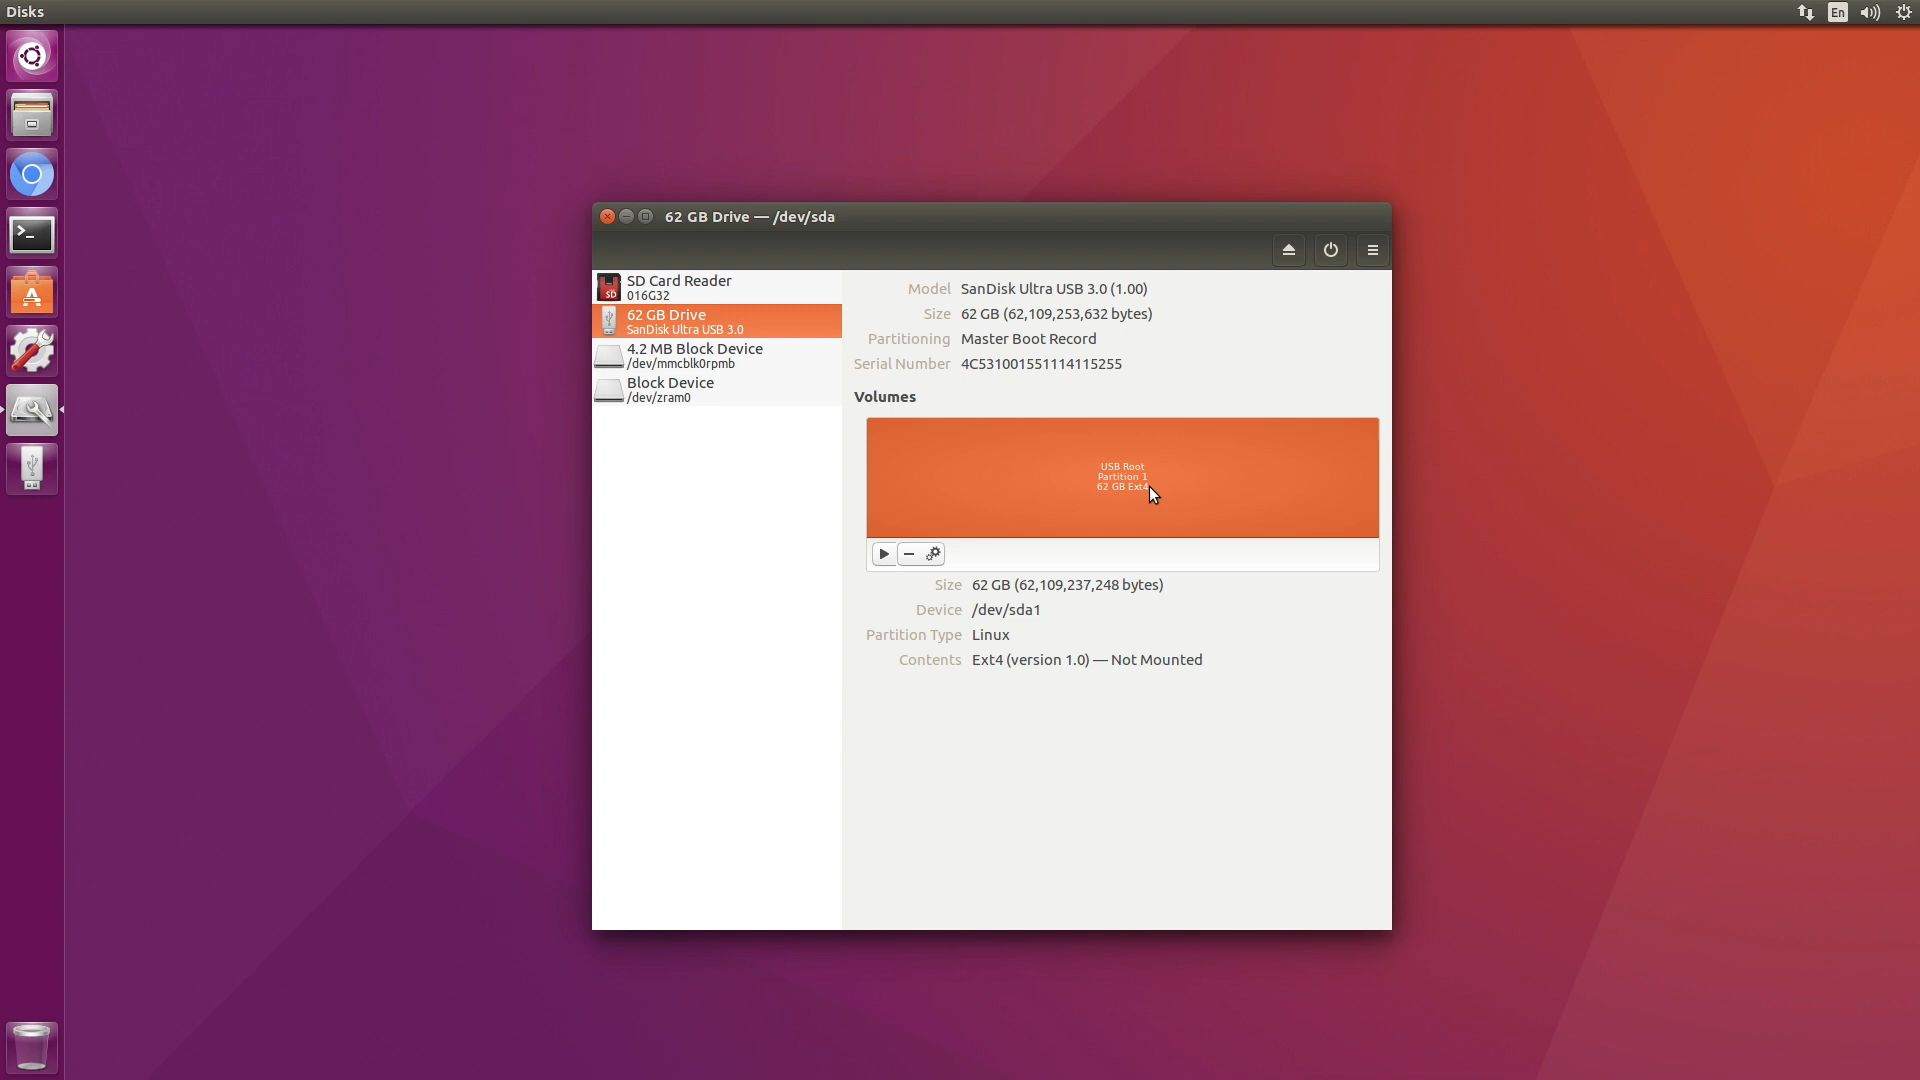 Disks
En
62 GB Drive — /dev/sda
SD Card Reader
016G32
62 GB Drive
SanDisk Ultra USB 3.0
4.2 MB Block Device
/dev/mmcblk0rpmb
Block Device
/dev/zram0
Model SanDisk Ultra USB 3.0 (1.00)
Size 62 GB (62,109,253,632 bytes)
Partitioning Master Boot Record
Serial Number 4C531001551114115255
Volumes
USB Root
Partition 1
62 GB Ext4
Size 62 GB (62,109,237,248 bytes)
Device /dev/sda1
Partition Type Linux
Contents Ext4 (version 1.0) — Not Mounted